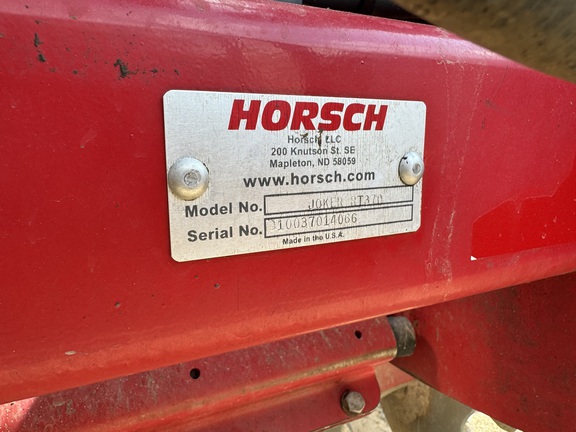 HORSCH
Horsch LLC
200 Knutson St. SE
Mapleton, ND 58059
www.horsch.com
Model No. JOKER RT370
Serial No. 310037014066
Made in the U.S.A.